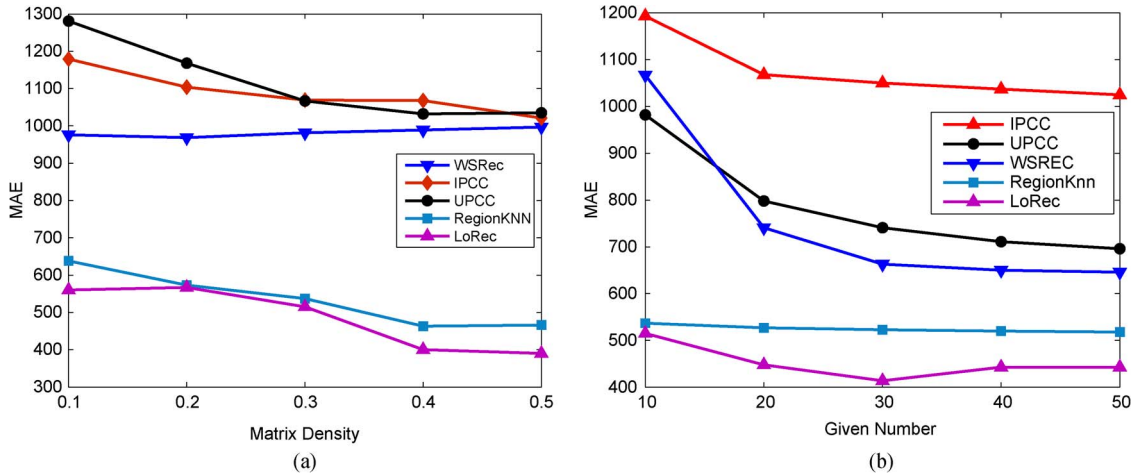 1300
1200
1100
1000
900
800
700
600
500
400
300
MAE
0.1 0.2 0.3 0.4 0.5
Matrix Density
WSRec
IPCC
UPCC
RegionKNN
LoRec
(a)
1200
1100
1000
900
800
700
600
500
400
MAE
10 20 30 40 50
Given Number
IPCC
UPCC
WSREC
RegionKnn
LoRec
(b)